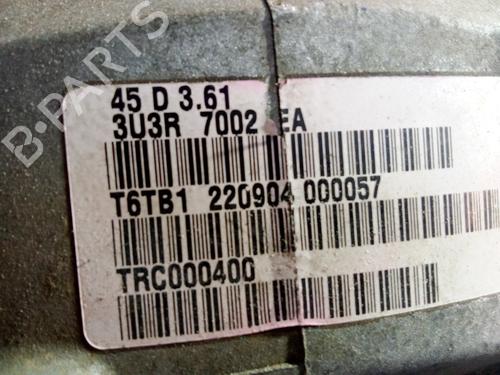 B-PARTS
45 D 3.61
3U3R 7002 EA
T6TB1 220904 000057
TRC000400